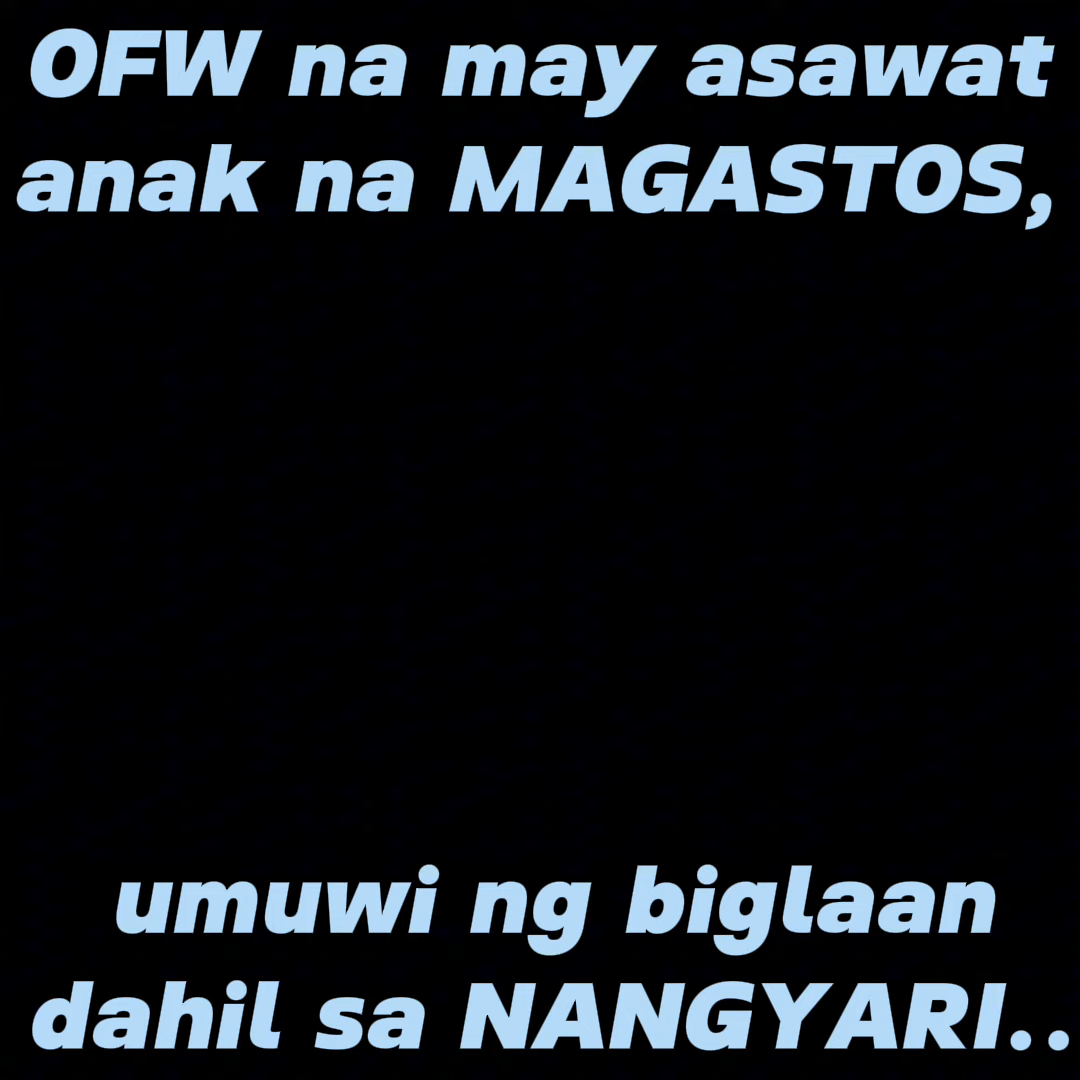 OFW na may asawat
anak na MAGASTOS,
umuwi ng biglaan
dahil sa NANGYARI..